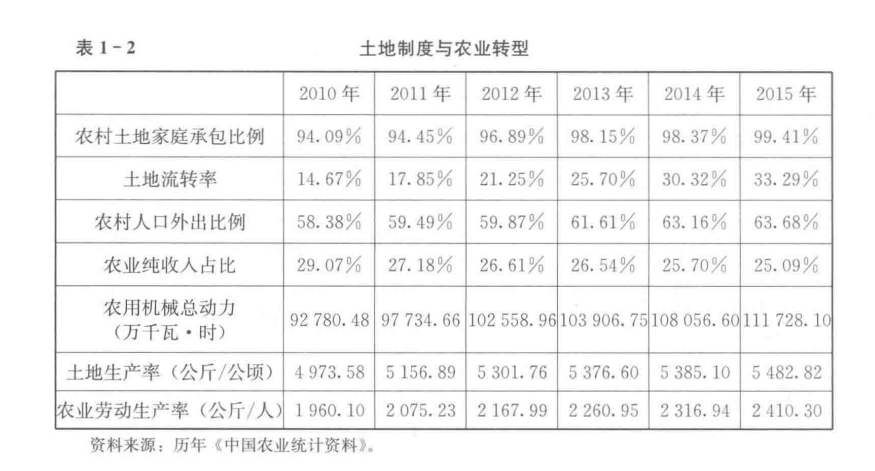 表 1-2 土地制度与农业转型
2010 年 2011 年 2012 年 2013 年 2014 年 2015 年
农村土地家庭承包比例 94.09% 94.45% 96.89% 98.15% 98.37% 99.41%
土地流转率 14.67% 17.85% 21.25% 25.70% 30.32% 33.29%
农村人口外出比例 58.38% 59.49% 59.87% 61.61% 63.16% 63.68%
农业纯收入占比 29.07% 27.18% 26.61% 26.54% 25.70% 25.09%
农用机械总动力
(万千瓦·时) 92 780.48 97 734.66 102 558.96 103 906.75 108 056.60 111 728.10
土地生产率(公斤/公顷) 4 973.58 5 156.89 5 301.76 5 376.60 5 385.10 5 482.82
农业劳动生产率(公斤/人) 1 960.10 2 075.23 2 167.99 2 260.95 2 316.94 2 410.30
资料来源:历年《中国农业统计资料》。